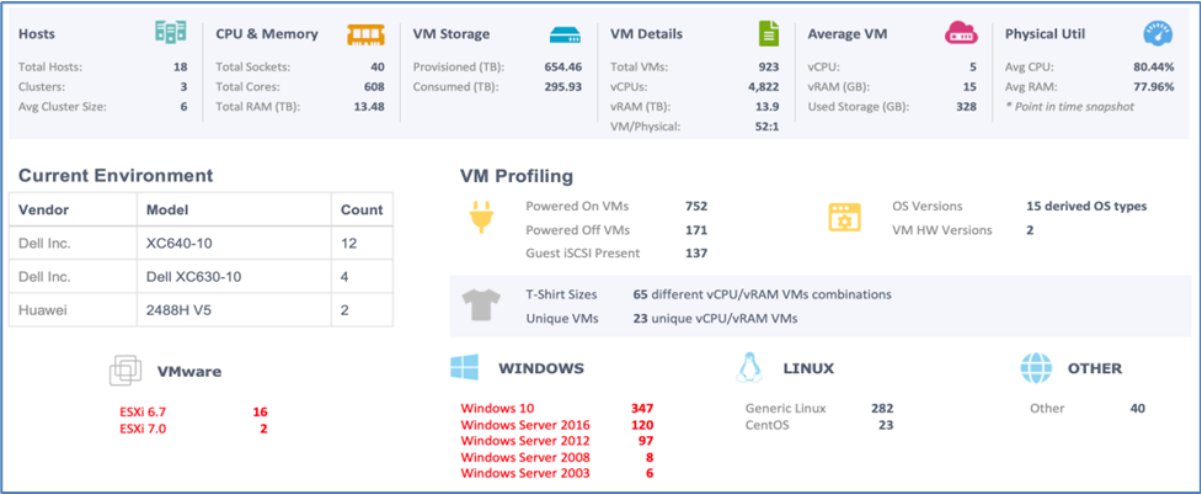 Hosts
Total Hosts: 18
Clusters: 3
Avg Cluster Size: 6
CPU & Memory
Total Sockets: 40
Total Cores: 608
Total RAM (TB): 13.48
VM Storage
Provisioned (TB): 654.46
Consumed (TB): 295.93
VM Details
Total VMs: 923
vCPUs: 4,822
vRAM (TB): 13.9
VM/Physical: 52:1
Average VM
vCPU: 5
vRAM (GB): 15
Used Storage (GB): 328
Physical Util
Avg CPU: 80.44%
Avg RAM: 77.96%
* Point in time snapshot
Current Environment
Vendor Model Count
Dell Inc. XC640-10 12
Dell Inc. Dell XC630-10 4
Huawei 2488H V5 2
VM Profiling
Powered On VMs 752
Powered Off VMs 171
Guest iSCSI Present 137
OS Versions 15 derived OS types
VM HW Versions 2
T-Shirt Sizes 65 different vCPU/vRAM VMs combinations
Unique VMs 23 unique vCPU/vRAM VMs
VMware
ESXi 6.7 16
ESXi 7.0 2
WINDOWS
Windows 10 347
Windows Server 2016 120
Windows Server 2012 97
Windows Server 2008 8
Windows Server 2003 6
LINUX
Generic Linux 282
CentOS 23
OTHER
Other 40